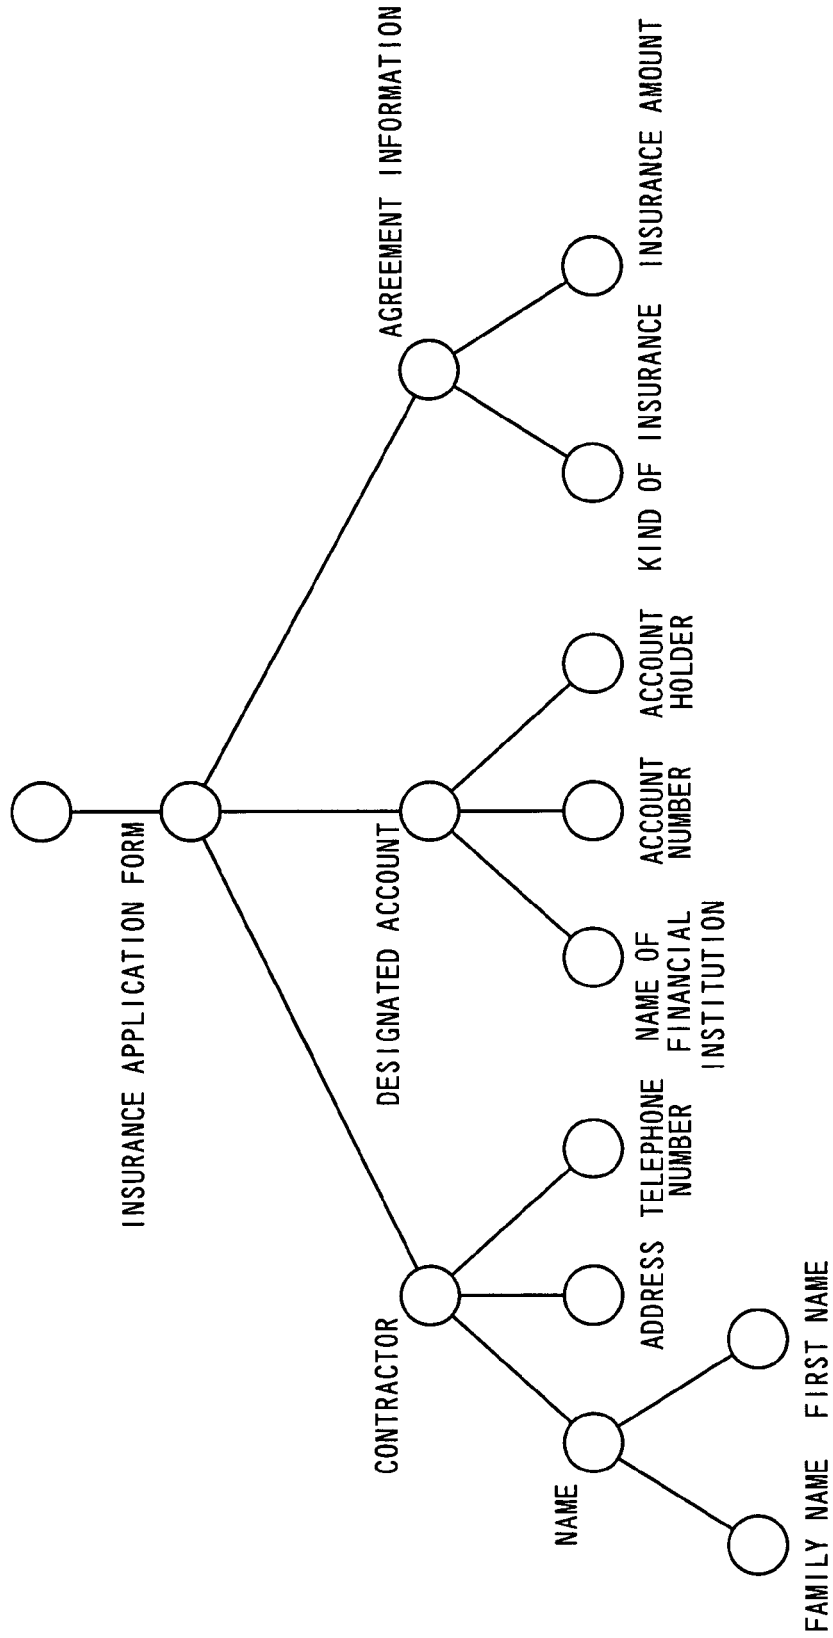 INSURANCE APPLICATION FORM
CONTRACTOR
DESIGNATED ACCOUNT
AGREEMENT INFORMATION
NAME
ADDRESS
TELEPHONE
NUMBER
NAME OF
FINANCIAL
INSTITUTION
ACCOUNT
NUMBER
ACCOUNT
HOLDER
KIND OF INSURANCE
INSURANCE AMOUNT
FAMILY NAME
FIRST NAME